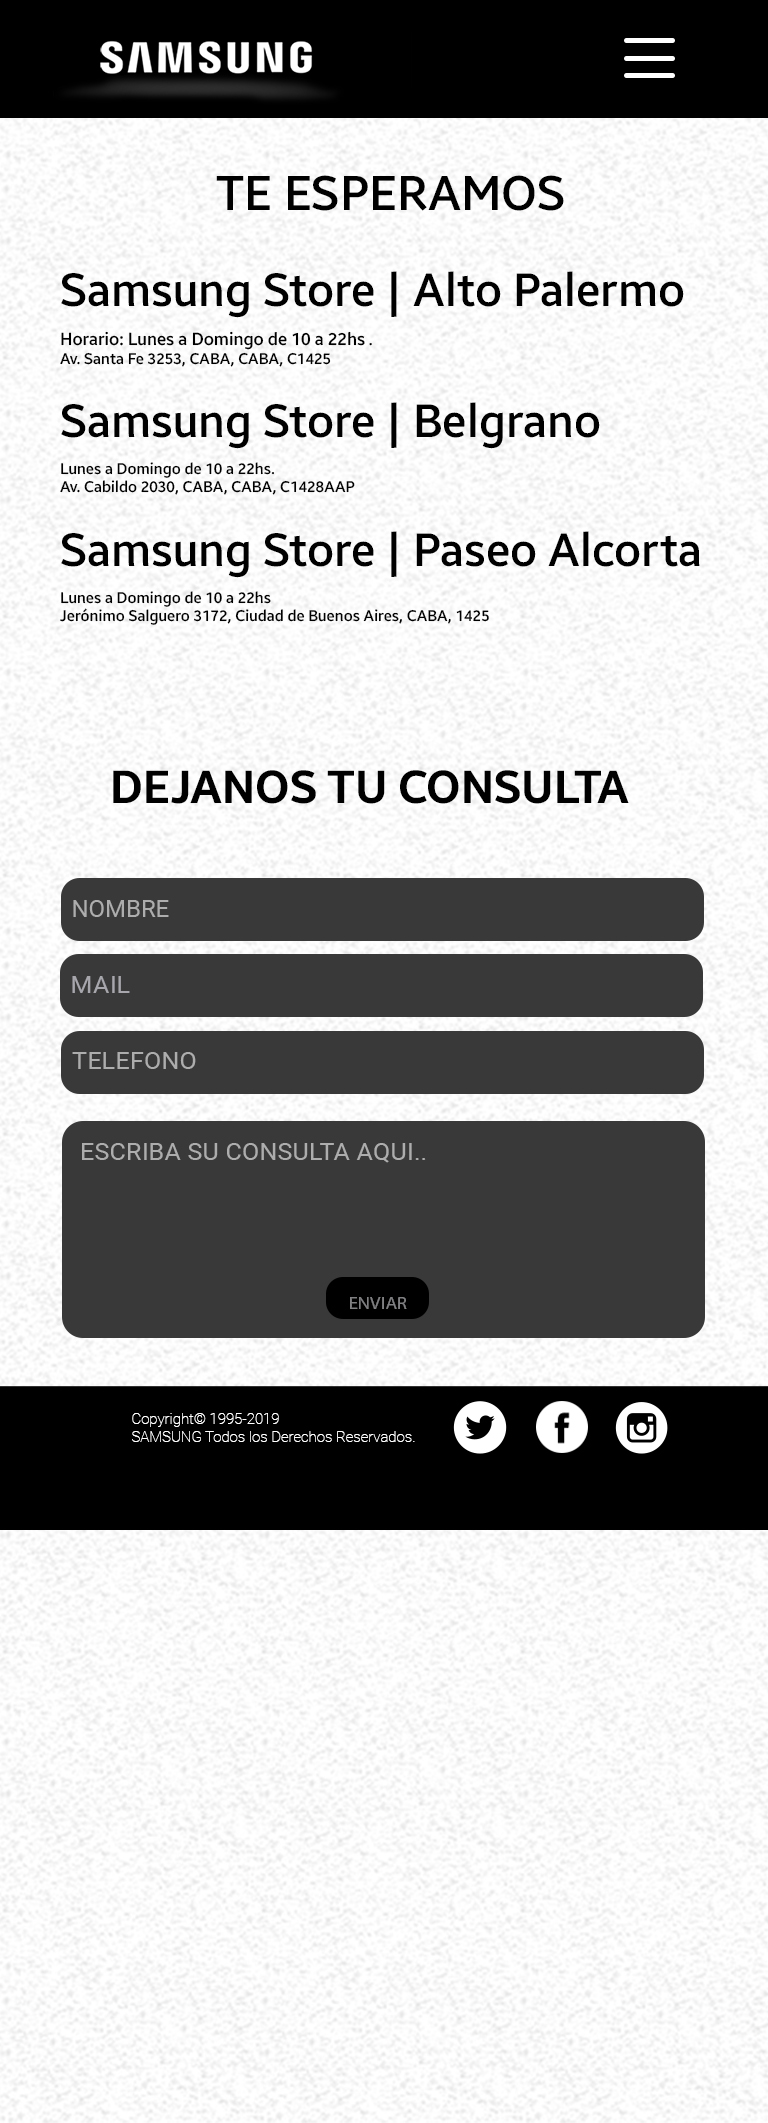 SAMSUNG
TE ESPERAMOS
Samsung Store | Alto Palermo
Horario: Lunes a Domingo de 10 a 22hs .
Av. Santa Fe 3253, CABA, CABA, C1425
Samsung Store | Belgrano
Lunes a Domingo de 10 a 22hs.
Av. Cabildo 2030, CABA, CABA, C1428AAP
Samsung Store | Paseo Alcorta
Lunes a Domingo de 10 a 22hs
Jerónimo Salguero 3172, Ciudad de Buenos Aires, CABA, 1425
DEJANOS TU CONSULTA
NOMBRE
MAIL
TELEFONO
ESCRIBA SU CONSULTA AQUI..
ENVIAR
Copyright© 1995-2019
SAMSUNG Todos los Derechos Reservados.